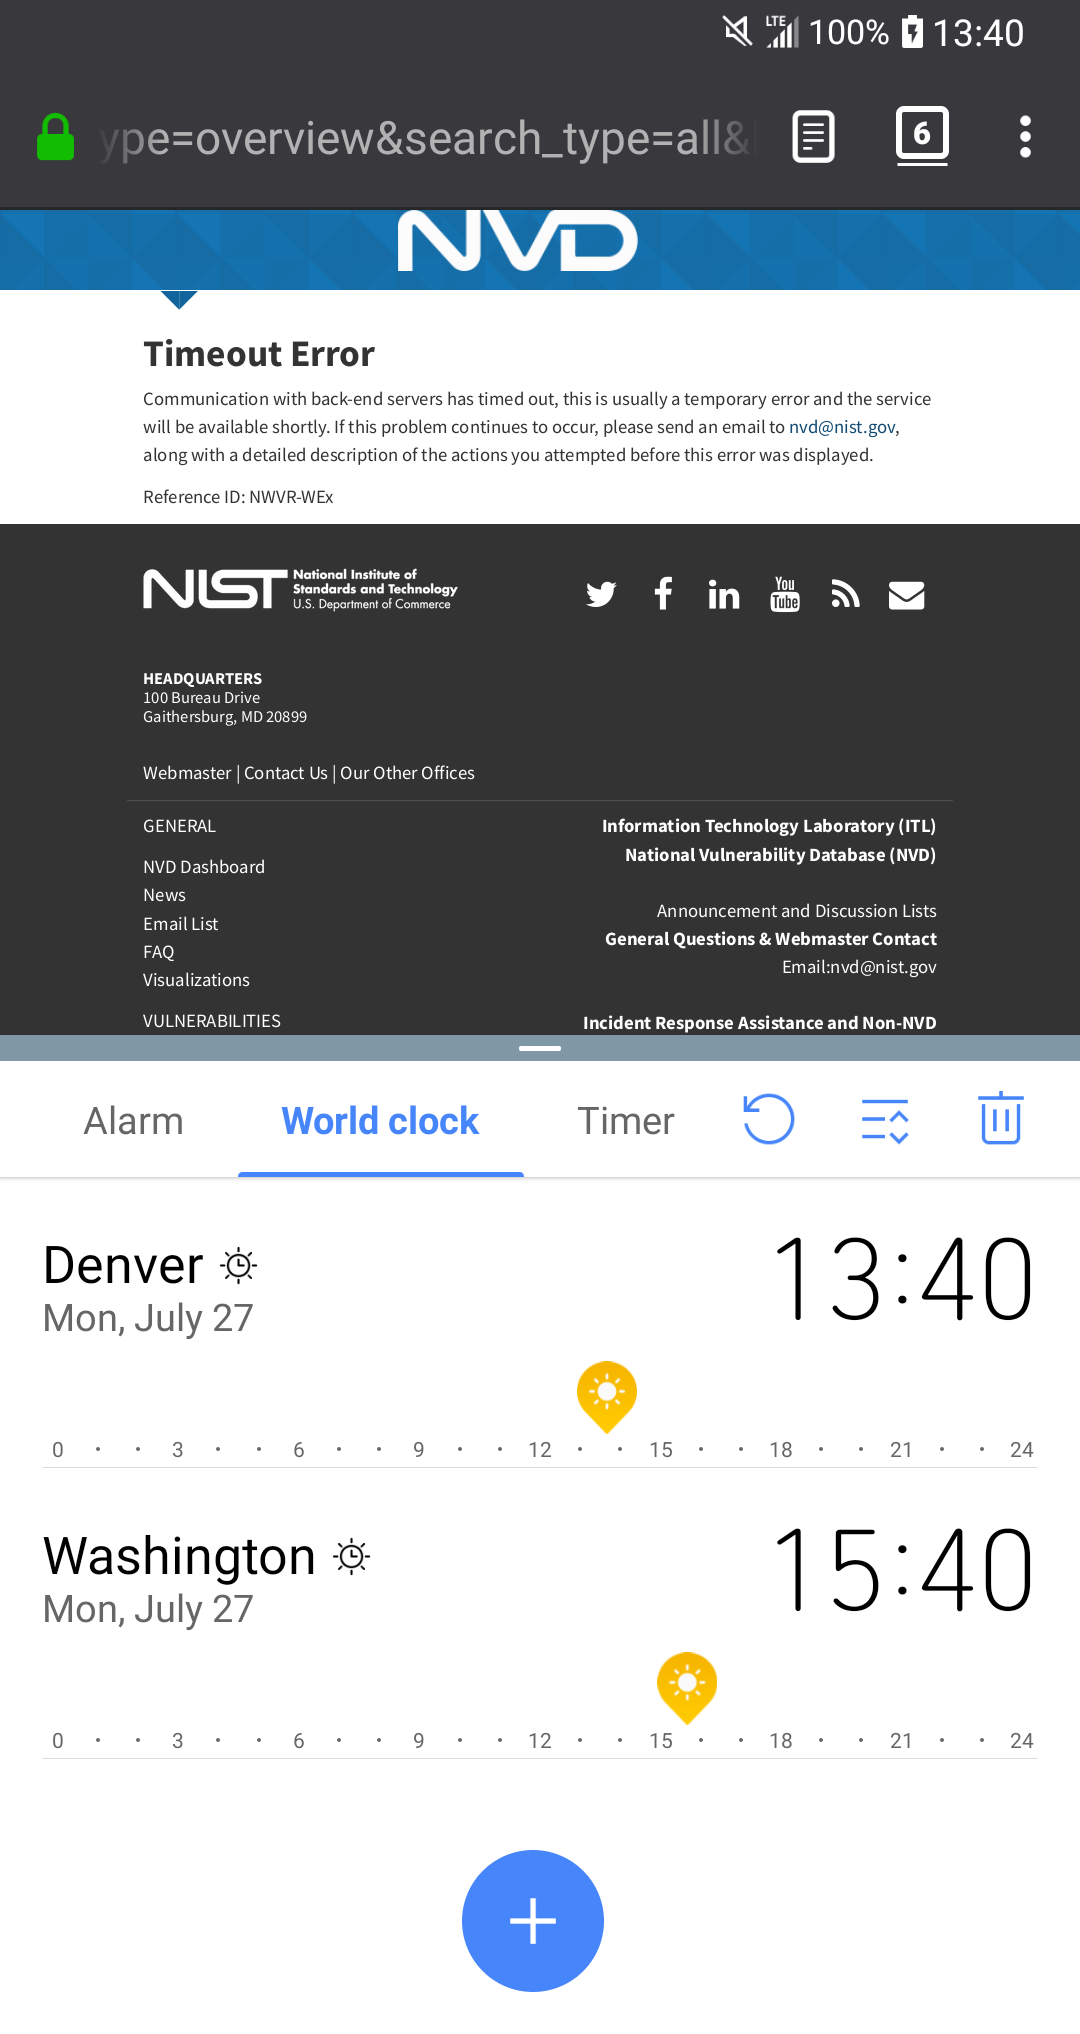 LTE 100% 13:40
ype=overview&search_type=all& 6
NVD
Timeout Error
Communication with back-end servers has timed out, this is usually a temporary error and the service
will be available shortly. If this problem continues to occur, please send an email to nvd@nist.gov,
along with a detailed description of the actions you attempted before this error was displayed.
Reference ID: NWVR-WEx
NIST National Institute of
Standards and Technology
U.S. Department of Commerce
You
Tube
HEADQUARTERS
100 Bureau Drive
Gaithersburg, MD 20899
Webmaster | Contact Us | Our Other Offices
GENERAL
NVD Dashboard
News
Email List
FAQ
Visualizations
VULNERABILITIES
Information Technology Laboratory (ITL)
National Vulnerability Database (NVD)
Announcement and Discussion Lists
General Questions & Webmaster Contact
Email:nvd@nist.gov
Incident Response Assistance and Non-NVD
Alarm World clock Timer
Denver 13:40
Mon, July 27
0 · · 3 · · 6 · · 9 · · 12 · · 15 · · 18 · · 21 · · 24
Washington 15:40
Mon, July 27
0 · · 3 · · 6 · · 9 · · 12 · · 15 · · 18 · · 21 · · 24